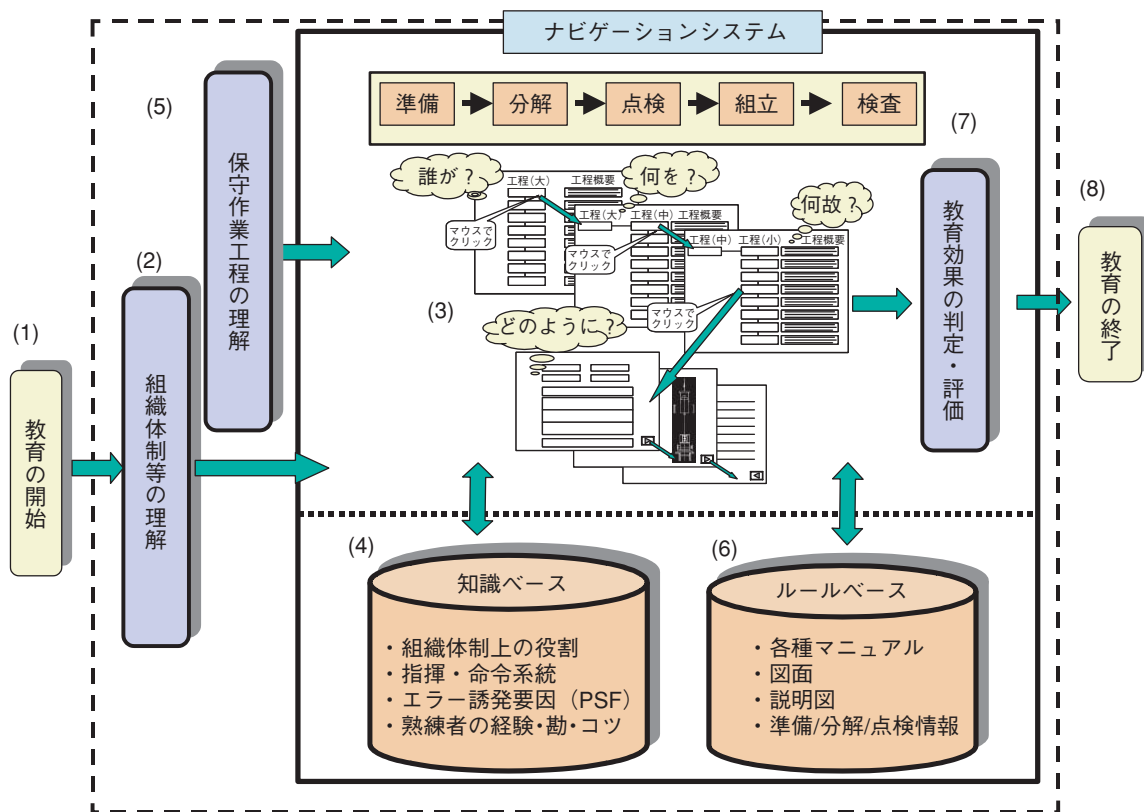 ナビゲーションシステム
準備
分解
点検
組立
検査
(5)
保守作業工程の理解
(7)
教育効果の判定・評価
誰が?
何を?
何故?
工程(大)
工程概要
工程(大)
工程(中)
工程概要
工程(中)
工程(小)
工程概要
マウスで
クリック
マウスで
クリック
マウスで
クリック
(8)
教育の終了
(2)
組織体制等の理解
(3)
どのように?
(1)
教育の開始
(4)
知識ベース
・組織体制上の役割
・指揮・命令系統
・エラー誘発要因(PSF)
・熟練者の経験・勘・コツ
(6)
ルールベース
・各種マニュアル
・図面
・説明図
・準備/分解/点検情報